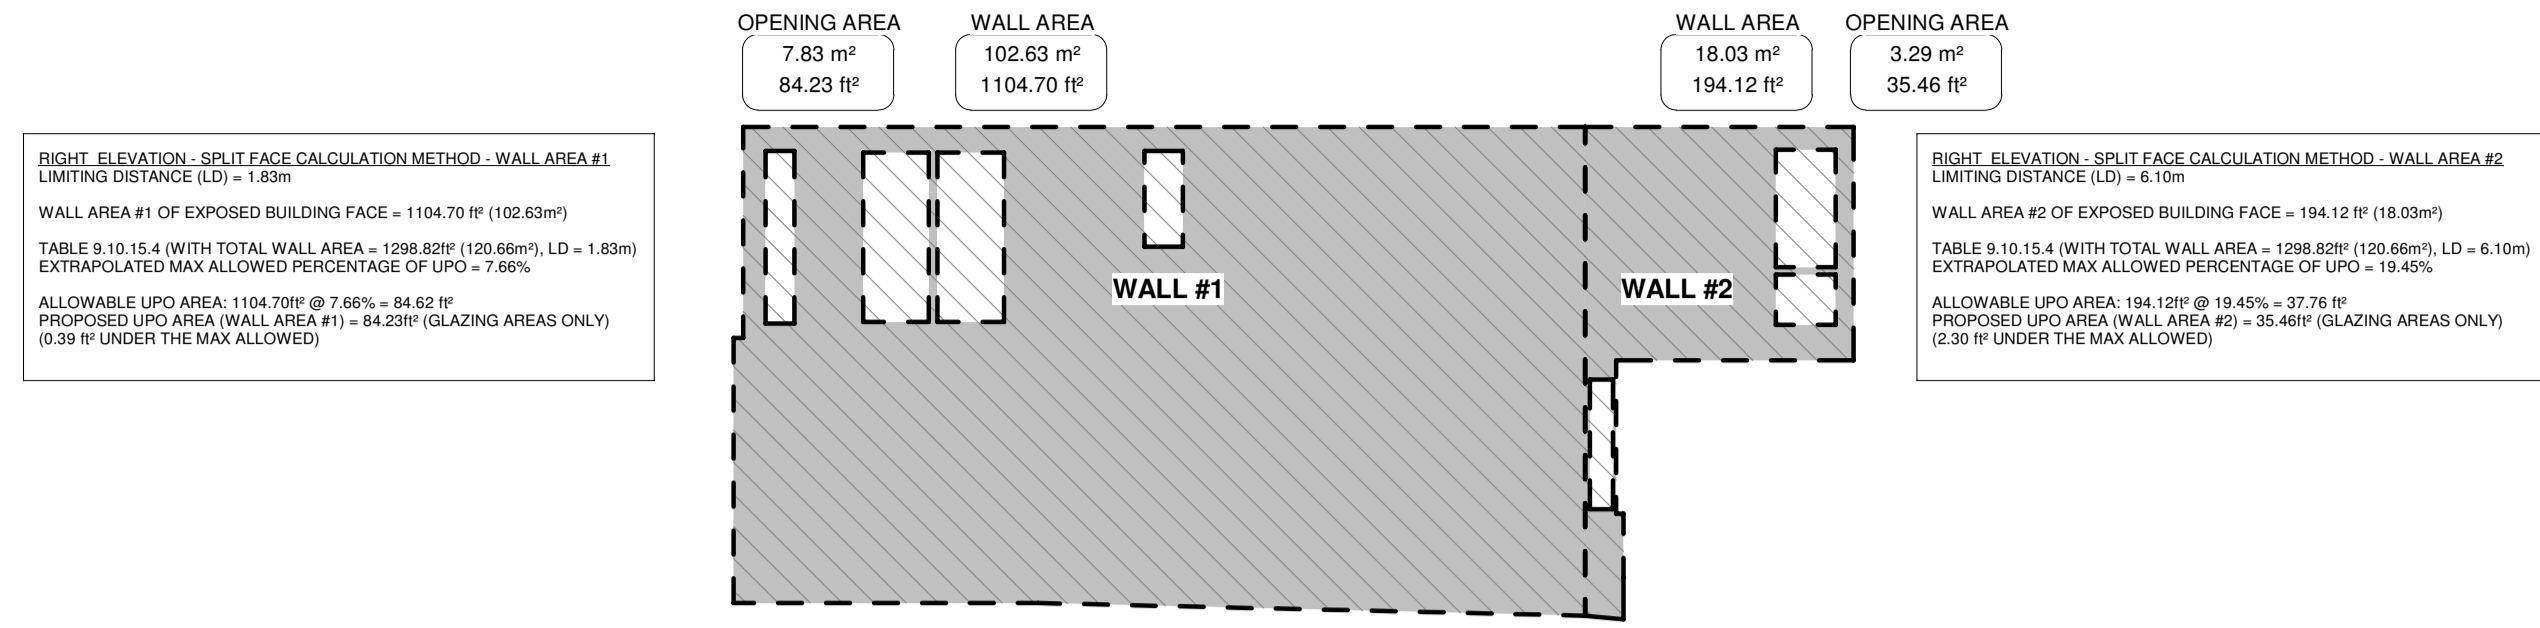 OPENING AREA
7.83 m²
84.23 ft²
WALL AREA
102.63 m²
1104.70 ft²
WALL AREA
18.03 m²
194.12 ft²
OPENING AREA
3.29 m²
35.46 ft²
RIGHT ELEVATION - SPLIT FACE CALCULATION METHOD - WALL AREA #1
LIMITING DISTANCE (LD) = 1.83m
WALL AREA #1 OF EXPOSED BUILDING FACE = 1104.70 ft² (102.63m²)
TABLE 9.10.15.4 (WITH TOTAL WALL AREA = 1298.82ft² (120.66m²), LD = 1.83m)
EXTRAPOLATED MAX ALLOWED PERCENTAGE OF UPO = 7.66%
ALLOWABLE UPO AREA: 1104.70ft² @ 7.66% = 84.62 ft²
PROPOSED UPO AREA (WALL AREA #1) = 84.23ft² (GLAZING AREAS ONLY)
(0.39 ft² UNDER THE MAX ALLOWED)
WALL #1
WALL #2
RIGHT ELEVATION - SPLIT FACE CALCULATION METHOD - WALL AREA #2
LIMITING DISTANCE (LD) = 6.10m
WALL AREA #2 OF EXPOSED BUILDING FACE = 194.12 ft² (18.03m²)
TABLE 9.10.15.4 (WITH TOTAL WALL AREA = 1298.82ft² (120.66m²), LD = 6.10m)
EXTRAPOLATED MAX ALLOWED PERCENTAGE OF UPO = 19.45%
ALLOWABLE UPO AREA: 194.12ft² @ 19.45% = 37.76 ft²
PROPOSED UPO AREA (WALL AREA #2) = 35.46ft² (GLAZING AREAS ONLY)
(2.30 ft² UNDER THE MAX ALLOWED)